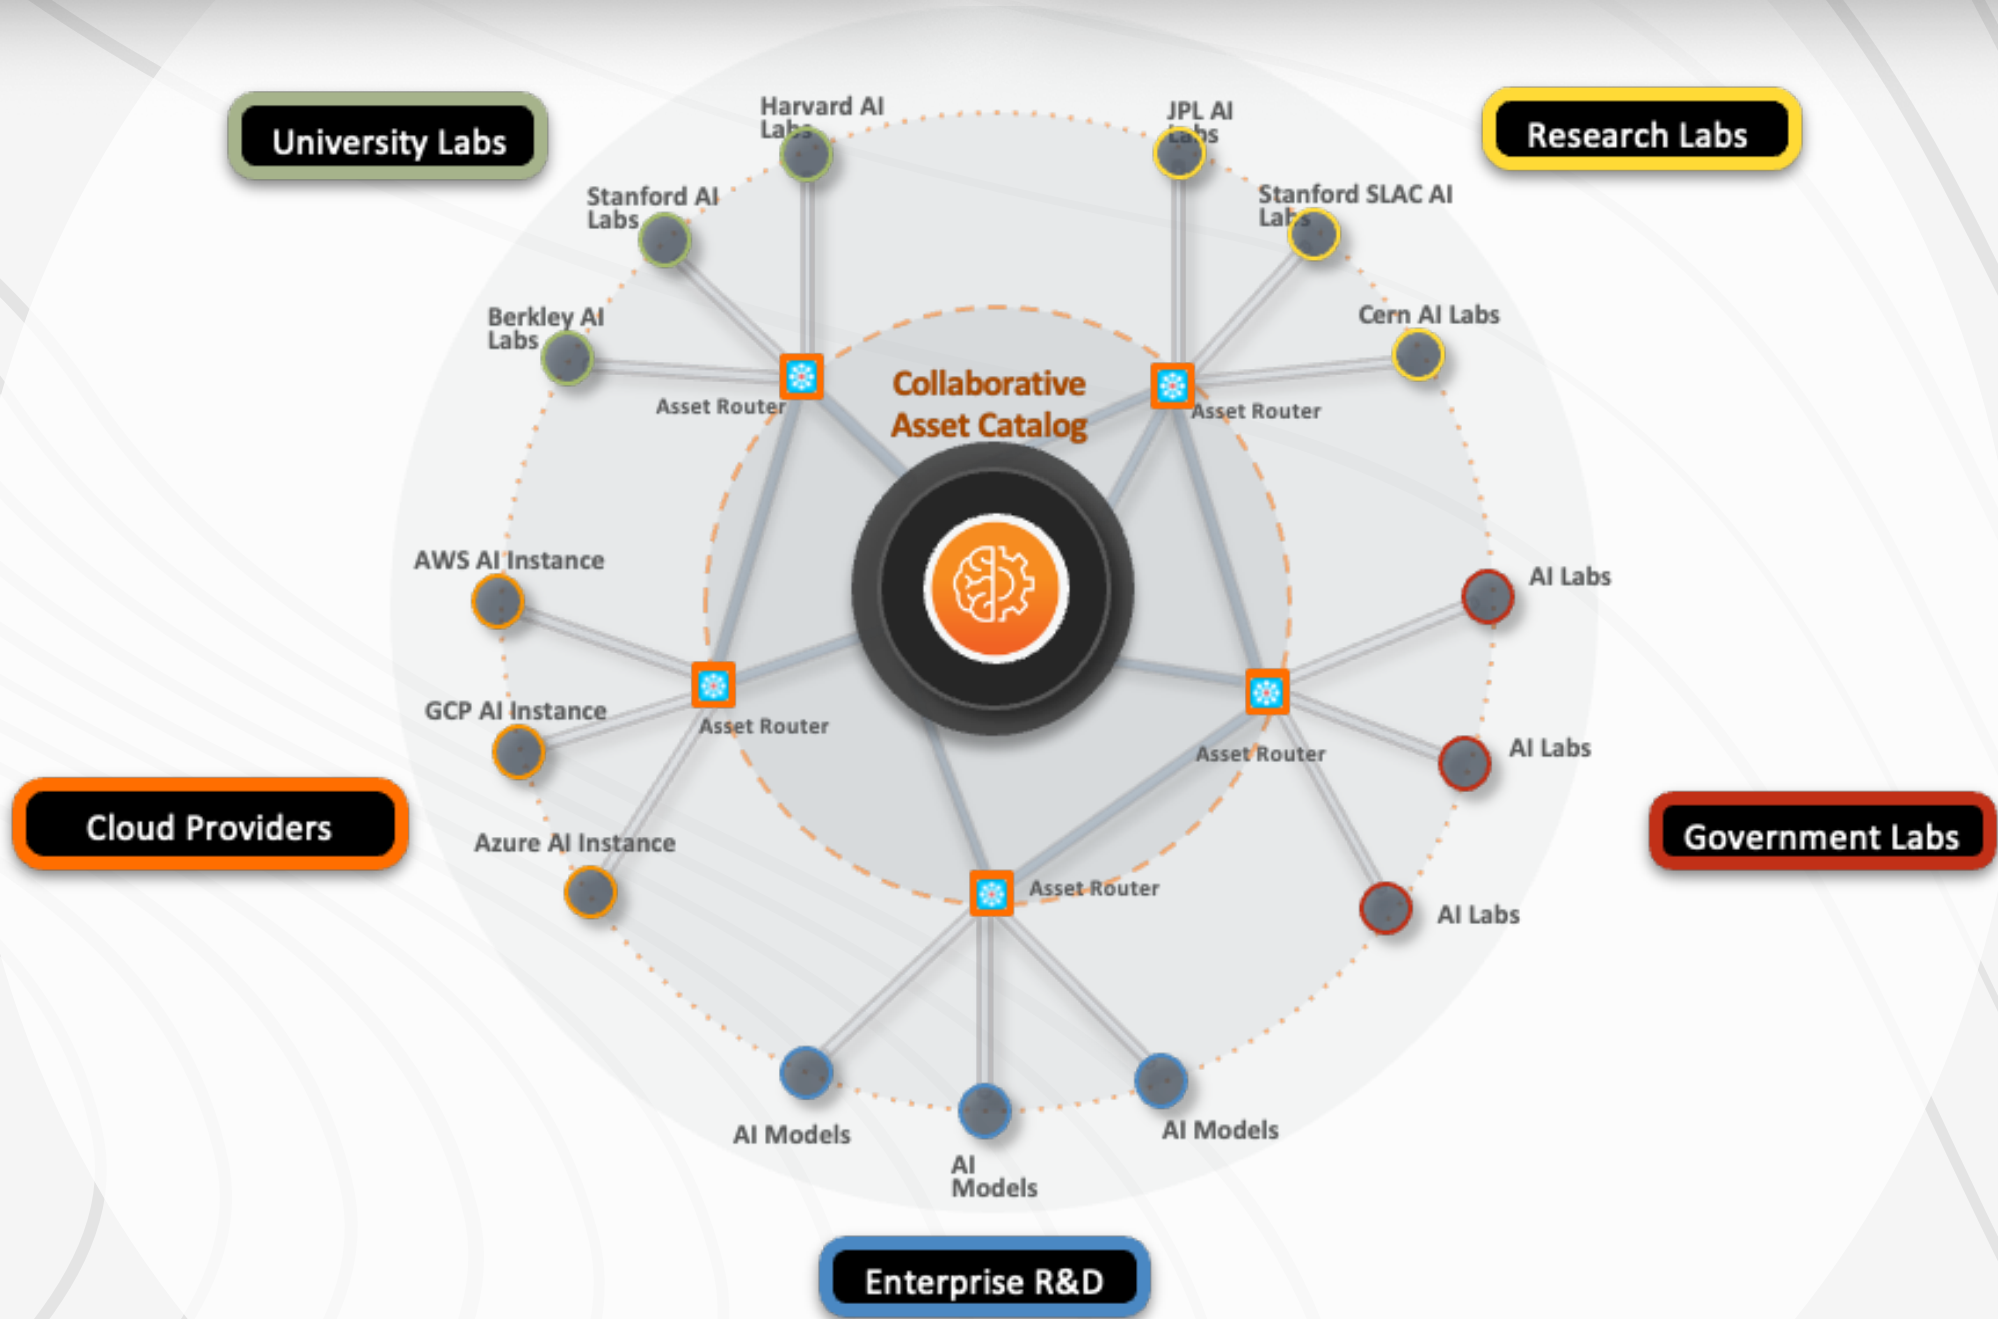 University Labs
Harvard AI
Labs
JPL AI
Labs
Research Labs
Stanford AI
Labs
Stanford SLAC AI
Labs
Berkley AI
Labs
Cern AI Labs
Collaborative
Asset Catalog
Asset Router
Asset Router
AWS AI Instance
AI Labs
GCP AI Instance
Asset Router
Asset Router
AI Labs
Cloud Providers
Government Labs
Azure AI Instance
Asset Router
AI Labs
AI Models
AI
Models
AI Models
Enterprise R&D